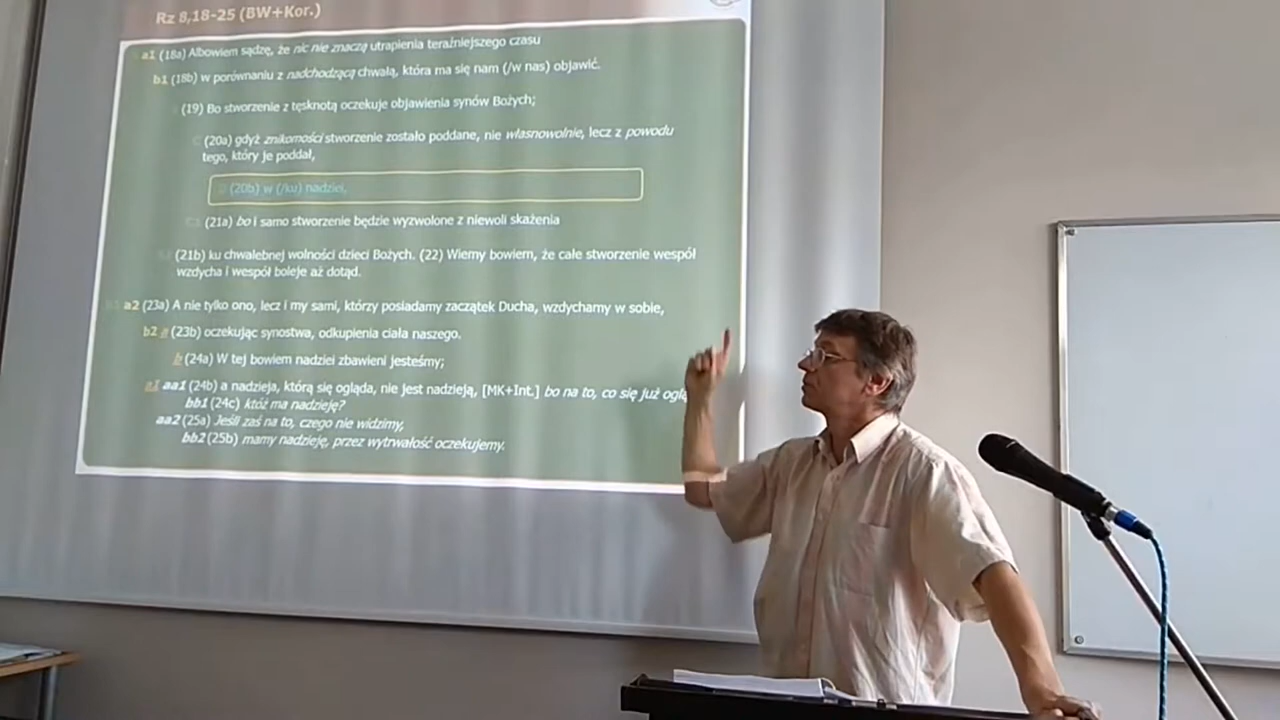 Rz 8,18-25 (BW+Kor.)
a1 (18a) Albowiem sądzę, że nic nie znaczą utrapienia teraźniejszego czasu
b1 (18b) w porównaniu z nadchodzącą chwałą, która ma się nam (/w nas) objawić.
(19) Bo stworzenie z tęsknotą oczekuje objawienia synów Bożych;
(20a) gdyż znikomości stworzenie zostało poddane, nie własnowolnie, lecz z powodu
tego, który je poddał,
(20b) w (/ku) nadziei,
(21a) bo i samo stworzenie będzie wyzwolone z niewoli skażenia
(21b) ku chwalebnej wolności dzieci Bożych. (22) Wiemy bowiem, że całe stworzenie wespół
wzdycha i wespół boleje aż dotąd.
a2 (23a) A nie tylko ono, lecz i my sami, którzy posiadamy zaczątek Ducha, wzdychamy w sobie,
b2 a (23b) oczekując synostwa, odkupienia ciała naszego.
b (24a) W tej bowiem nadziei zbawieni jesteśmy;
a1 aa1 (24b) a nadzieja, którą się ogląda, nie jest nadzieją, [MK+Int.] bo na to, co się już oglą
bb1 (24c) któż ma nadzieję?
aa2 (25a) Jeśli zaś na to, czego nie widzimy,
bb2 (25b) mamy nadzieję, przez wytrwałość oczekujemy.